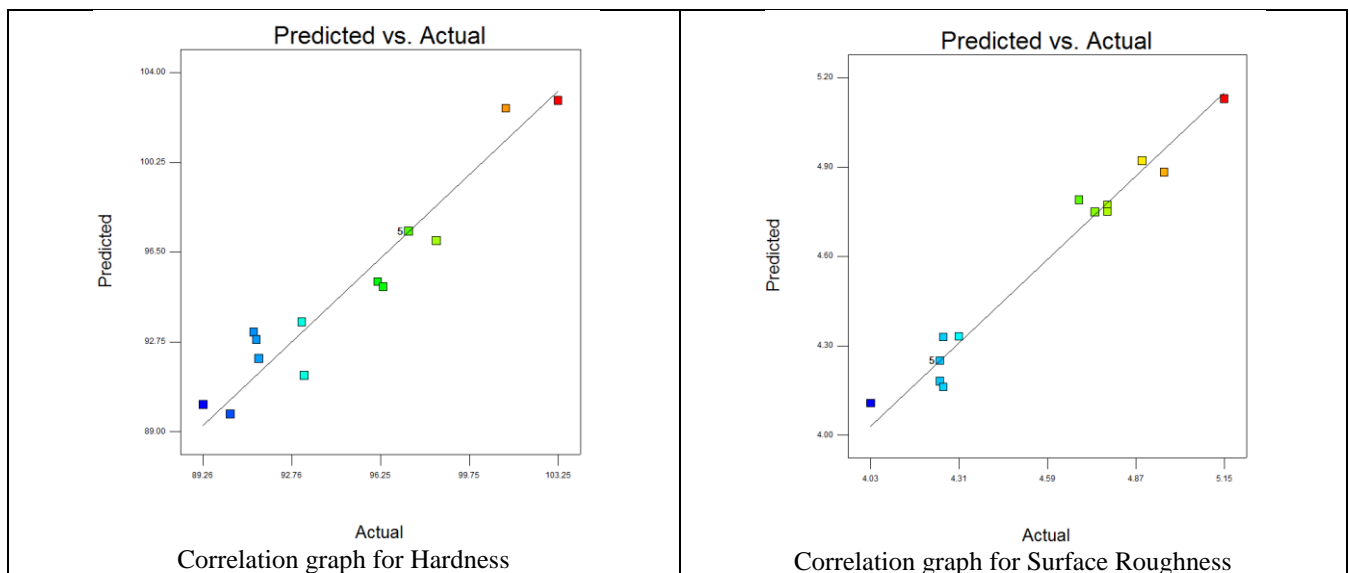 Predicted vs. Actual
104.00
100.25
96.50
92.75
89.00
Predicted
5
89.26
92.76
96.25
99.75
103.25
Actual
Correlation graph for Hardness
Predicted vs. Actual
5.20
4.90
4.60
4.30
4.00
Predicted
5
4.03
4.31
4.59
4.87
5.15
Actual
Correlation graph for Surface Roughness